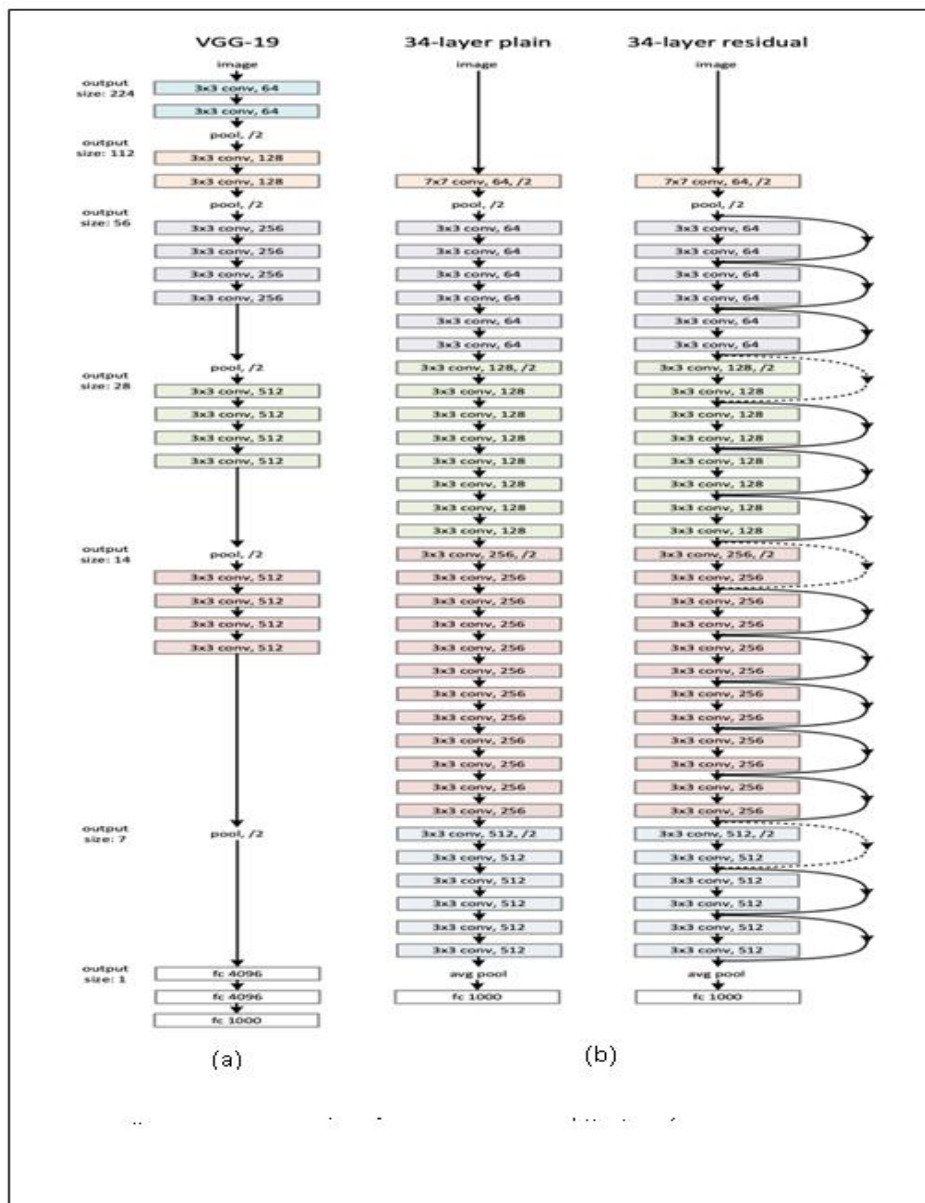 VGG-19
image
output
size: 224
3x3 conv, 64
3x3 conv, 64
pool, /2
output
size: 112
3x3 conv, 128
3x3 conv, 128
pool, /2
output
size: 56
3x3 conv, 256
3x3 conv, 256
3x3 conv, 256
3x3 conv, 256
pool, /2
output
size: 28
3x3 conv, 512
3x3 conv, 512
3x3 conv, 512
3x3 conv, 512
pool, /2
output
size: 14
3x3 conv, 512
3x3 conv, 512
3x3 conv, 512
3x3 conv, 512
output
size: 7
pool, /2
output
size: 1
fc 4096
fc 4096
fc 1000
(a)
34-layer plain
image
7x7 conv, 64, /2
pool, /2
3x3 conv, 64
3x3 conv, 64
3x3 conv, 64
3x3 conv, 64
3x3 conv, 64
3x3 conv, 64
3x3 conv, 128, /2
3x3 conv, 128
3x3 conv, 128
3x3 conv, 128
3x3 conv, 128
3x3 conv, 128
3x3 conv, 128
3x3 conv, 128
3x3 conv, 256, /2
3x3 conv, 256
3x3 conv, 256
3x3 conv, 256
3x3 conv, 256
3x3 conv, 256
3x3 conv, 256
3x3 conv, 256
3x3 conv, 256
3x3 conv, 256
3x3 conv, 256
3x3 conv, 256
3x3 conv, 512, /2
3x3 conv, 512
3x3 conv, 512
3x3 conv, 512
3x3 conv, 512
3x3 conv, 512
avg pool
fc 1000
34-layer residual
image
7x7 conv, 64, /2
pool, /2
3x3 conv, 64
3x3 conv, 64
3x3 conv, 64
3x3 conv, 64
3x3 conv, 64
3x3 conv, 64
3x3 conv, 128, /2
3x3 conv, 128
3x3 conv, 128
3x3 conv, 128
3x3 conv, 128
3x3 conv, 128
3x3 conv, 128
3x3 conv, 128
3x3 conv, 256, /2
3x3 conv, 256
3x3 conv, 256
3x3 conv, 256
3x3 conv, 256
3x3 conv, 256
3x3 conv, 256
3x3 conv, 256
3x3 conv, 256
3x3 conv, 256
3x3 conv, 256
3x3 conv, 256
3x3 conv, 512, /2
3x3 conv, 512
3x3 conv, 512
3x3 conv, 512
3x3 conv, 512
3x3 conv, 512
avg pool
fc 1000
(b)